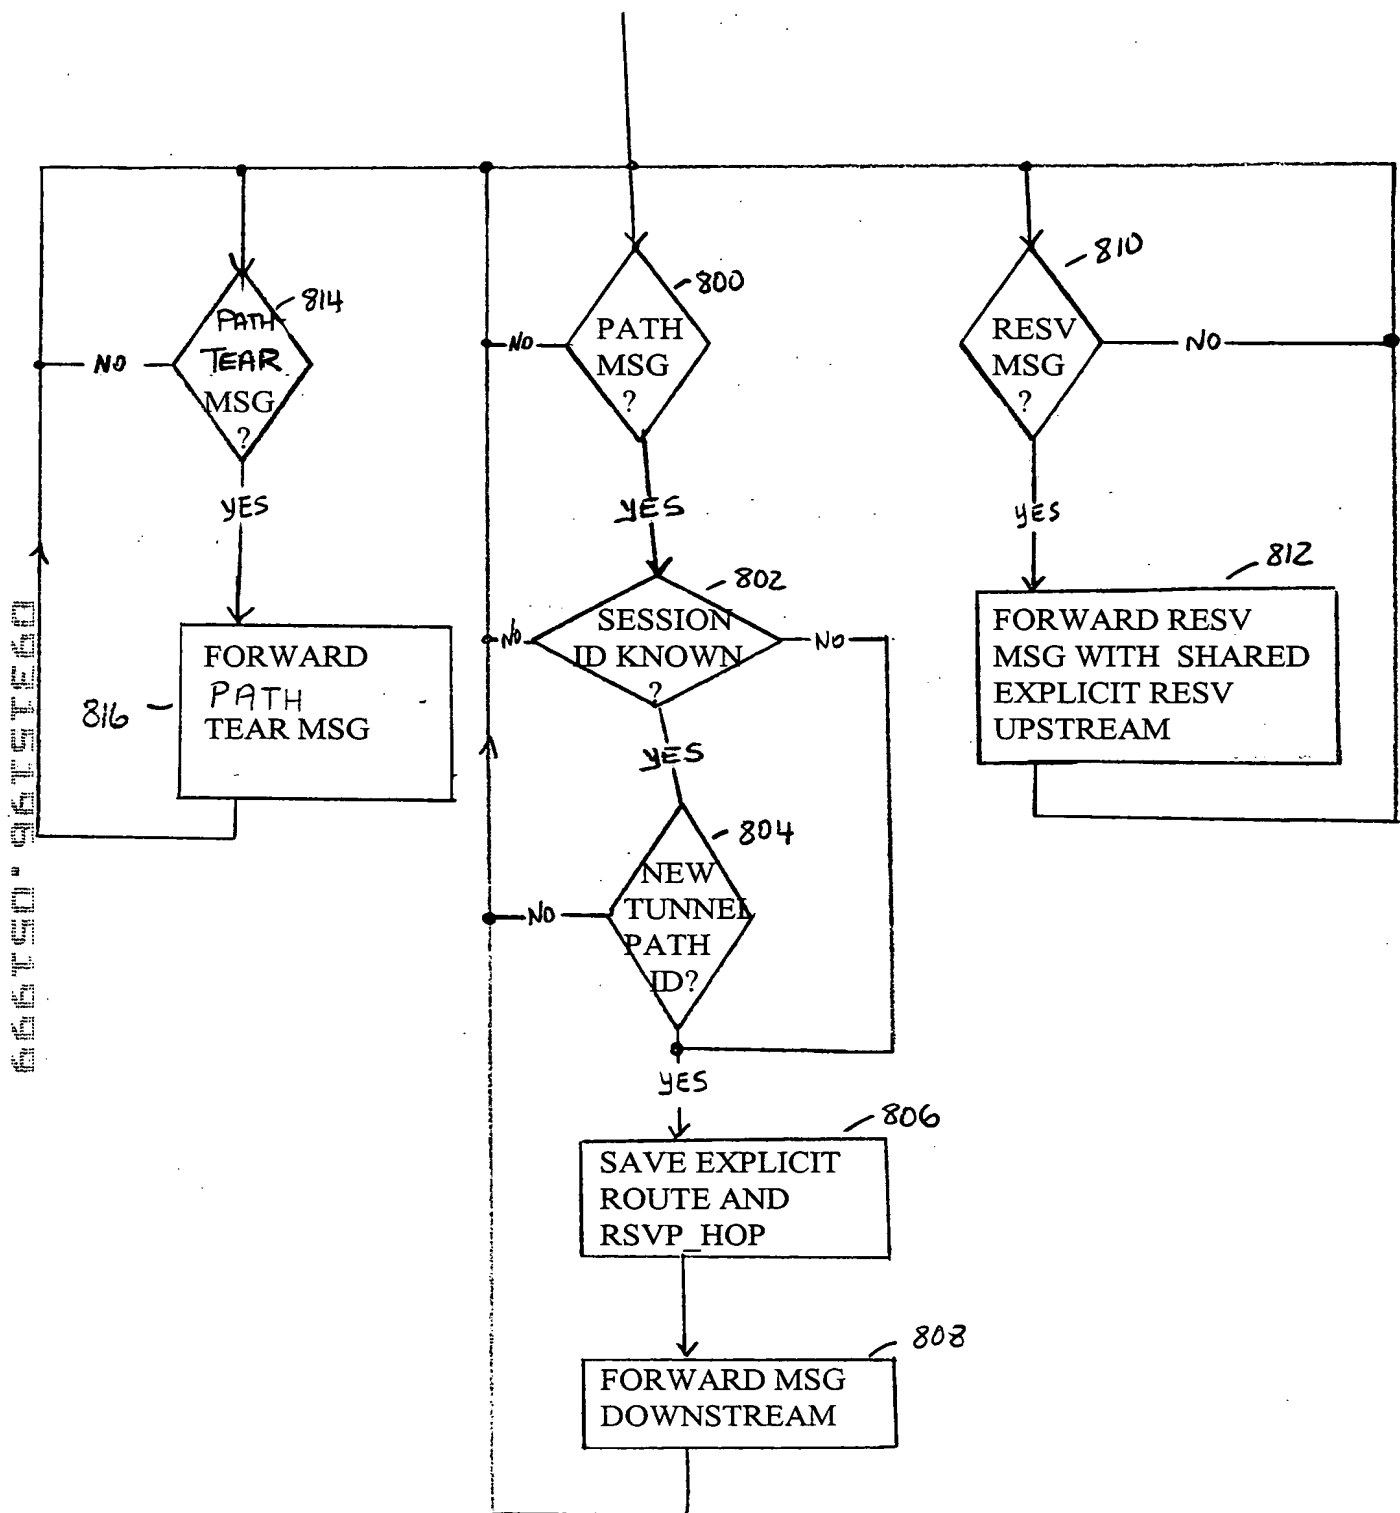 814
PATH
TEAR
MSG
?
NO
YES
816
FORWARD
PATH
TEAR MSG
800
PATH
MSG
?
NO
YES
802
SESSION
ID KNOWN
?
NO
NO
YES
804
NEW
TUNNEL
PATH
ID?
NO
YES
806
SAVE EXPLICIT
ROUTE AND
RSVP_HOP
808
FORWARD MSG
DOWNSTREAM
810
RESV
MSG
?
NO
YES
812
FORWARD RESV
MSG WITH SHARED
EXPLICIT RESV
UPSTREAM